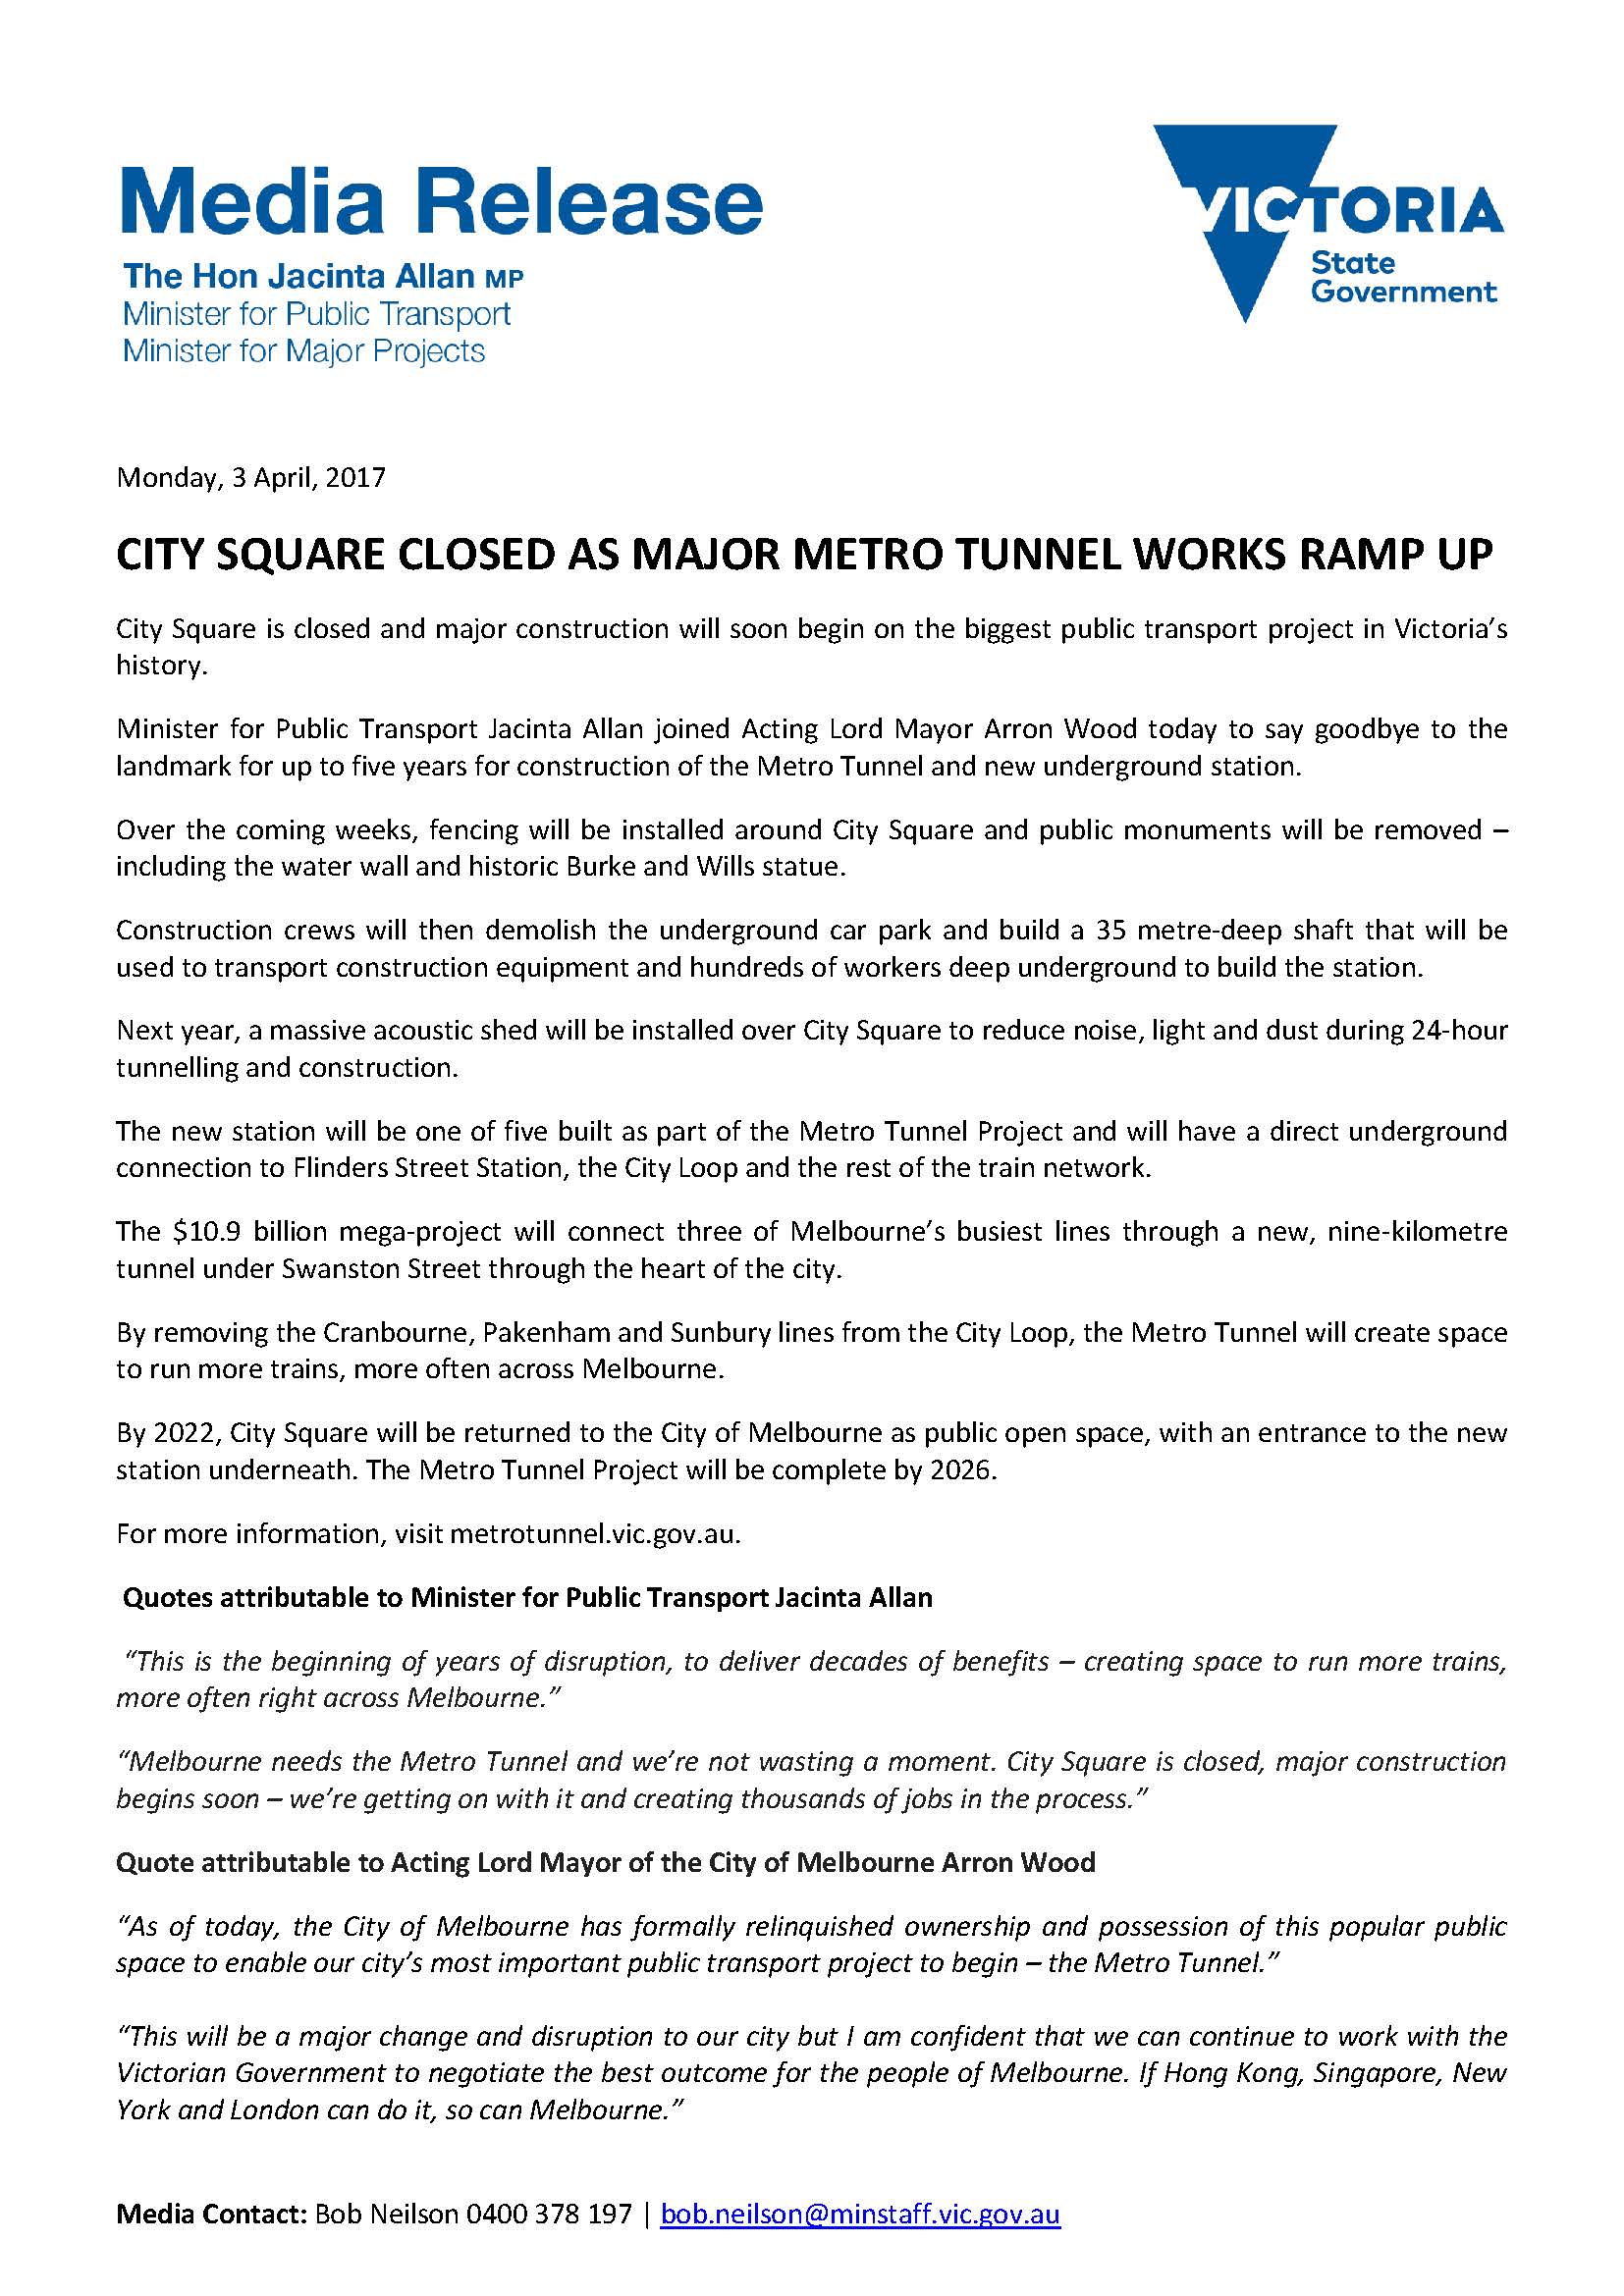 Media Release
The Hon Jacinta Allan MP
Minister for Public Transport
Minister for Major Projects
VICTORIA
State
Government
Monday, 3 April, 2017
CITY SQUARE CLOSED AS MAJOR METRO TUNNEL WORKS RAMP UP
City Square is closed and major construction will soon begin on the biggest public transport project in Victoria’s
history.
Minister for Public Transport Jacinta Allan joined Acting Lord Mayor Arron Wood today to say goodbye to the
landmark for up to five years for construction of the Metro Tunnel and new underground station.
Over the coming weeks, fencing will be installed around City Square and public monuments will be removed –
including the water wall and historic Burke and Wills statue.
Construction crews will then demolish the underground car park and build a 35 metre-deep shaft that will be
used to transport construction equipment and hundreds of workers deep underground to build the station.
Next year, a massive acoustic shed will be installed over City Square to reduce noise, light and dust during 24-hour
tunnelling and construction.
The new station will be one of five built as part of the Metro Tunnel Project and will have a direct underground
connection to Flinders Street Station, the City Loop and the rest of the train network.
The $10.9 billion mega-project will connect three of Melbourne’s busiest lines through a new, nine-kilometre
tunnel under Swanston Street through the heart of the city.
By removing the Cranbourne, Pakenham and Sunbury lines from the City Loop, the Metro Tunnel will create space
to run more trains, more often across Melbourne.
By 2022, City Square will be returned to the City of Melbourne as public open space, with an entrance to the new
station underneath. The Metro Tunnel Project will be complete by 2026.
For more information, visit metrotunnel.vic.gov.au.
Quotes attributable to Minister for Public Transport Jacinta Allan
“This is the beginning of years of disruption, to deliver decades of benefits – creating space to run more trains,
more often right across Melbourne.”
“Melbourne needs the Metro Tunnel and we’re not wasting a moment. City Square is closed, major construction
begins soon – we’re getting on with it and creating thousands of jobs in the process.”
Quote attributable to Acting Lord Mayor of the City of Melbourne Arron Wood
“As of today, the City of Melbourne has formally relinquished ownership and possession of this popular public
space to enable our city’s most important public transport project to begin – the Metro Tunnel.”
“This will be a major change and disruption to our city but I am confident that we can continue to work with the
Victorian Government to negotiate the best outcome for the people of Melbourne. If Hong Kong, Singapore, New
York and London can do it, so can Melbourne.”
Media Contact: Bob Neilson 0400 378 197 | bob.neilson@minstaff.vic.gov.au